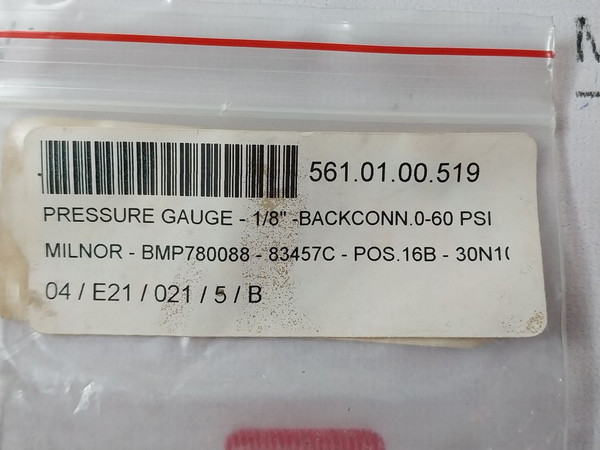 561.01.00.519
PRESSURE GAUGE - 1/8" -BACKCONN.0-60 PSI
MILNOR - BMP780088 - 83457C - POS.16B -
04 / E21 / 021 / 5 / B